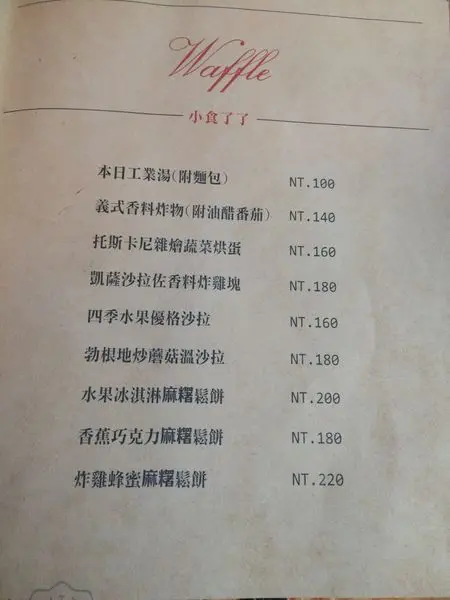 Waffle
小食了了
本日工業湯(附麵包) NT.100
義式香料炸物(附油醋番茄) NT.140
托斯卡尼雜燴蔬菜烘蛋 NT.160
凱薩沙拉佐香料炸雞塊 NT.180
四季水果優格沙拉 NT.160
勃根地炒蘑菇溫沙拉 NT.180
水果冰淇淋麻糬鬆餅 NT.200
香蕉巧克力麻糬鬆餅 NT.180
炸雞蜂蜜麻糬鬆餅 NT.220